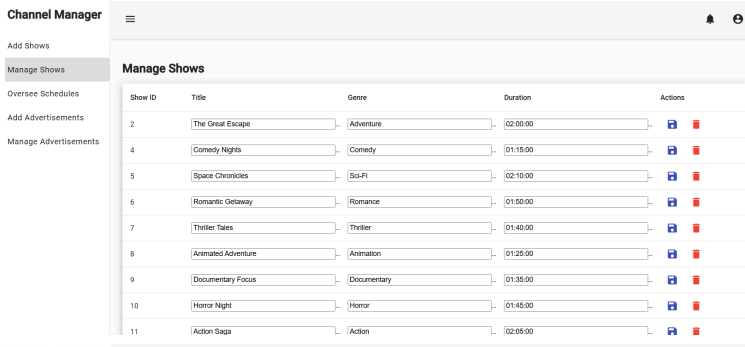 Channel Manager
Add Shows
Manage Shows
Oversee Schedules
Add Advertisements
Manage Advertisements
Manage Shows
Show ID Title Genre Duration Actions
2 The Great Escape ... Adventure ... 02:00:00 ...
4 Comedy Nights ... Comedy ... 01:15:00 ...
5 Space Chronicles ... Sci-Fi ... 02:10:00 ...
6 Romantic Getaway ... Romance ... 01:50:00 ...
7 Thriller Tales ... Thriller ... 01:40:00 ...
8 Animated Adventure ... Animation ... 01:25:00 ...
9 Documentary Focus ... Documentary ... 01:35:00 ...
10 Horror Night ... Horror ... 01:45:00 ...
11 Action Saga ... Action ... 02:05:00 ...